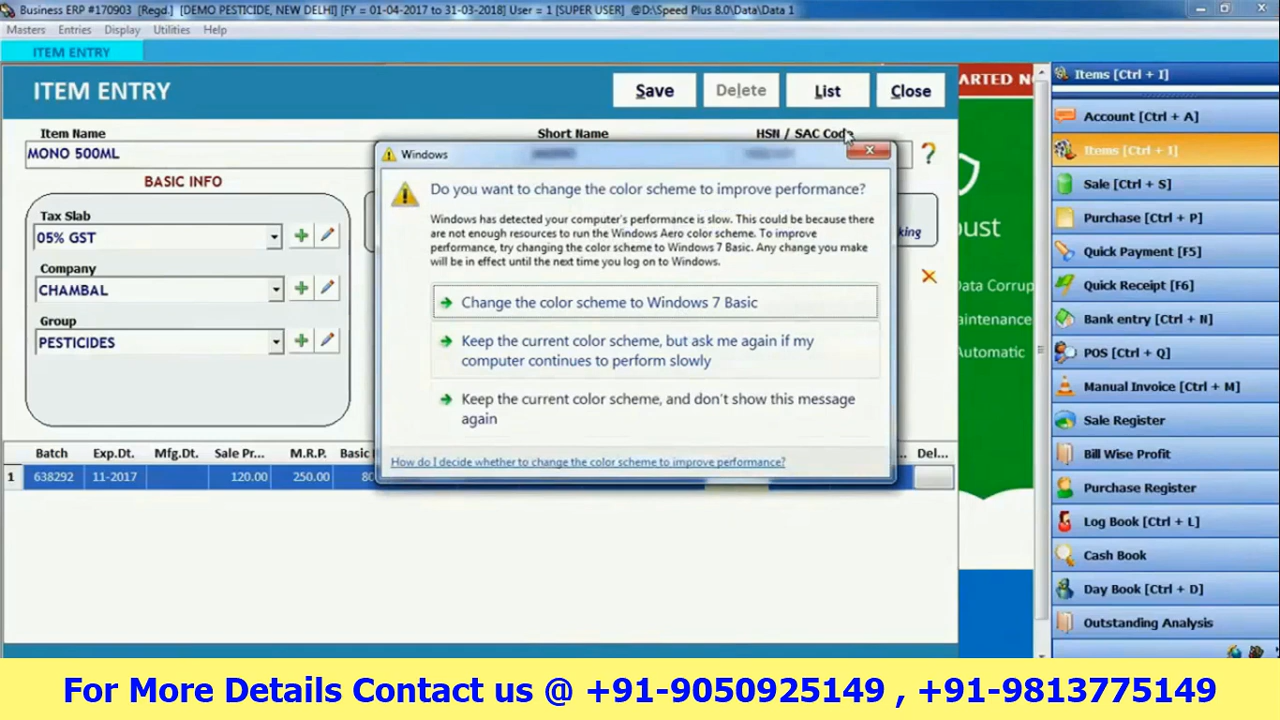 Business ERP #170903 [Regd.] [DEMO PESTICIDE, NEW DELHI] [FY = 01-04-2017 to 31-03-2018] User = 1 [SUPER USER] @D:\Speed Plus 8.0\Data\Data 1
Masters Entries Display Utilities Help
ITEM ENTRY
ITEM ENTRY
Save Delete List Close
Item Name Short Name HSN / SAC Code
MONO 500ML
BASIC INFO
Tax Slab
05% GST
Company
CHAMBAL
Group
PESTICIDES
Windows
Do you want to change the color scheme to improve performance?
Windows has detected your computer's performance is slow. This could be because there
are not enough resources to run the Windows Aero color scheme. To improve
performance, try changing the color scheme to Windows 7 Basic. Any change you make
will be in effect until the next time you log on to Windows.
Change the color scheme to Windows 7 Basic
Keep the current color scheme, but ask me again if my
computer continues to perform slowly
Keep the current color scheme, and don't show this message
again
How do I decide whether to change the color scheme to improve performance?
Batch Exp.Dt. Mfg.Dt. Sale Pr... M.R.P. Basic Del...
1 638292 11-2017 120.00 250.00
ARTED
Automatic
Items [Ctrl + I]
Account [Ctrl + A]
Items [Ctrl + I]
Sale [Ctrl + S]
Purchase [Ctrl + P]
Quick Payment [F5]
Quick Receipt [F6]
Bank entry [Ctrl + N]
POS [Ctrl + Q]
Manual Invoice [Ctrl + M]
Sale Register
Bill Wise Profit
Purchase Register
Log Book [Ctrl + L]
Cash Book
Day Book [Ctrl + D]
Outstanding Analysis
For More Details Contact us @ +91-9050925149 , +91-9813775149